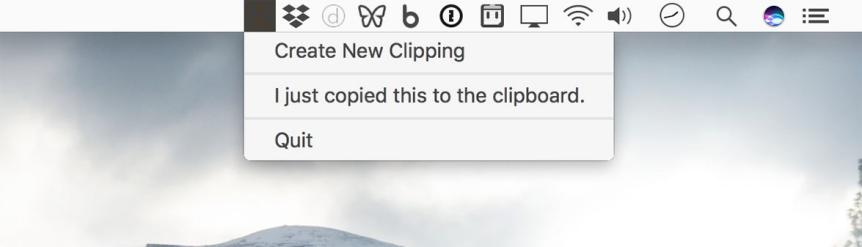 Create New Clipping
I just copied this to the clipboard.
Quit